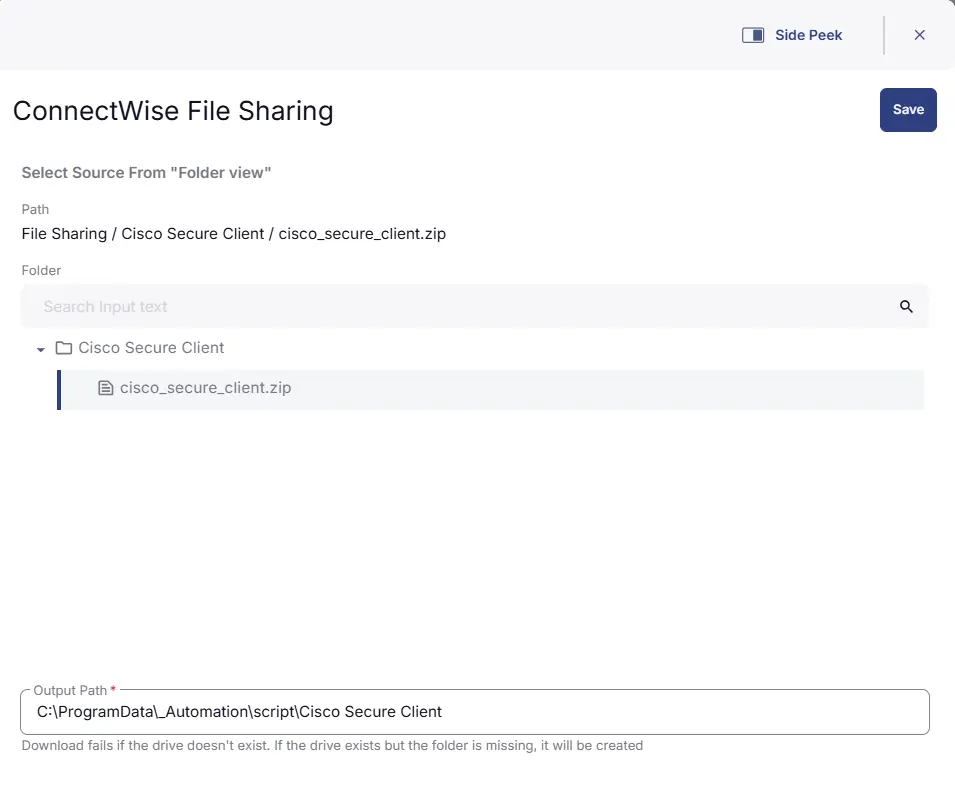 Side Peek
ConnectWise File Sharing
Save
Select Source From "Folder view"
Path
File Sharing / Cisco Secure Client / cisco_secure_client.zip
Folder
Search Input text
Cisco Secure Client
cisco_secure_client.zip
Output Path *
C:\ProgramData\_Automation\script\Cisco Secure Client
Download fails if the drive doesn't exist. If the drive exists but the folder is missing, it will be created